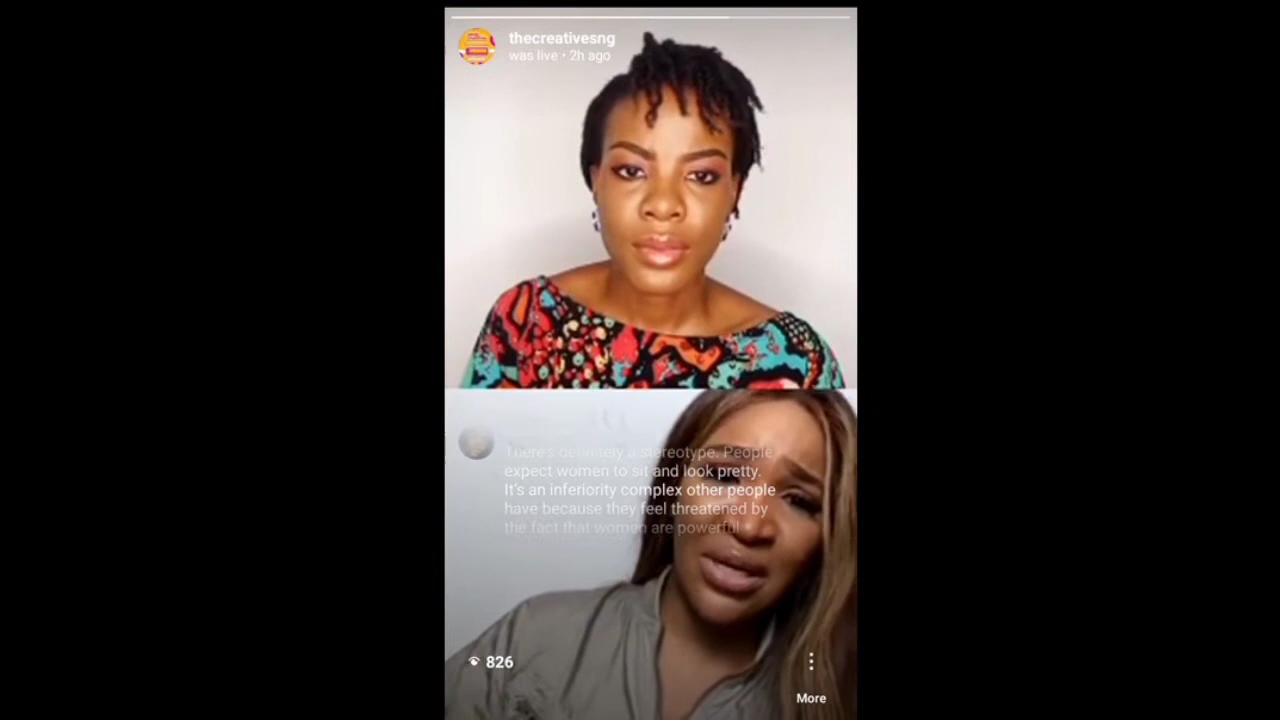 thecreativesng
was live • 2h ago
There's definitely a stereotype. People
expect women to sit and look pretty.
It's an inferiority complex other people
have because they feel threatened by
the fact that women are powerful
826
More